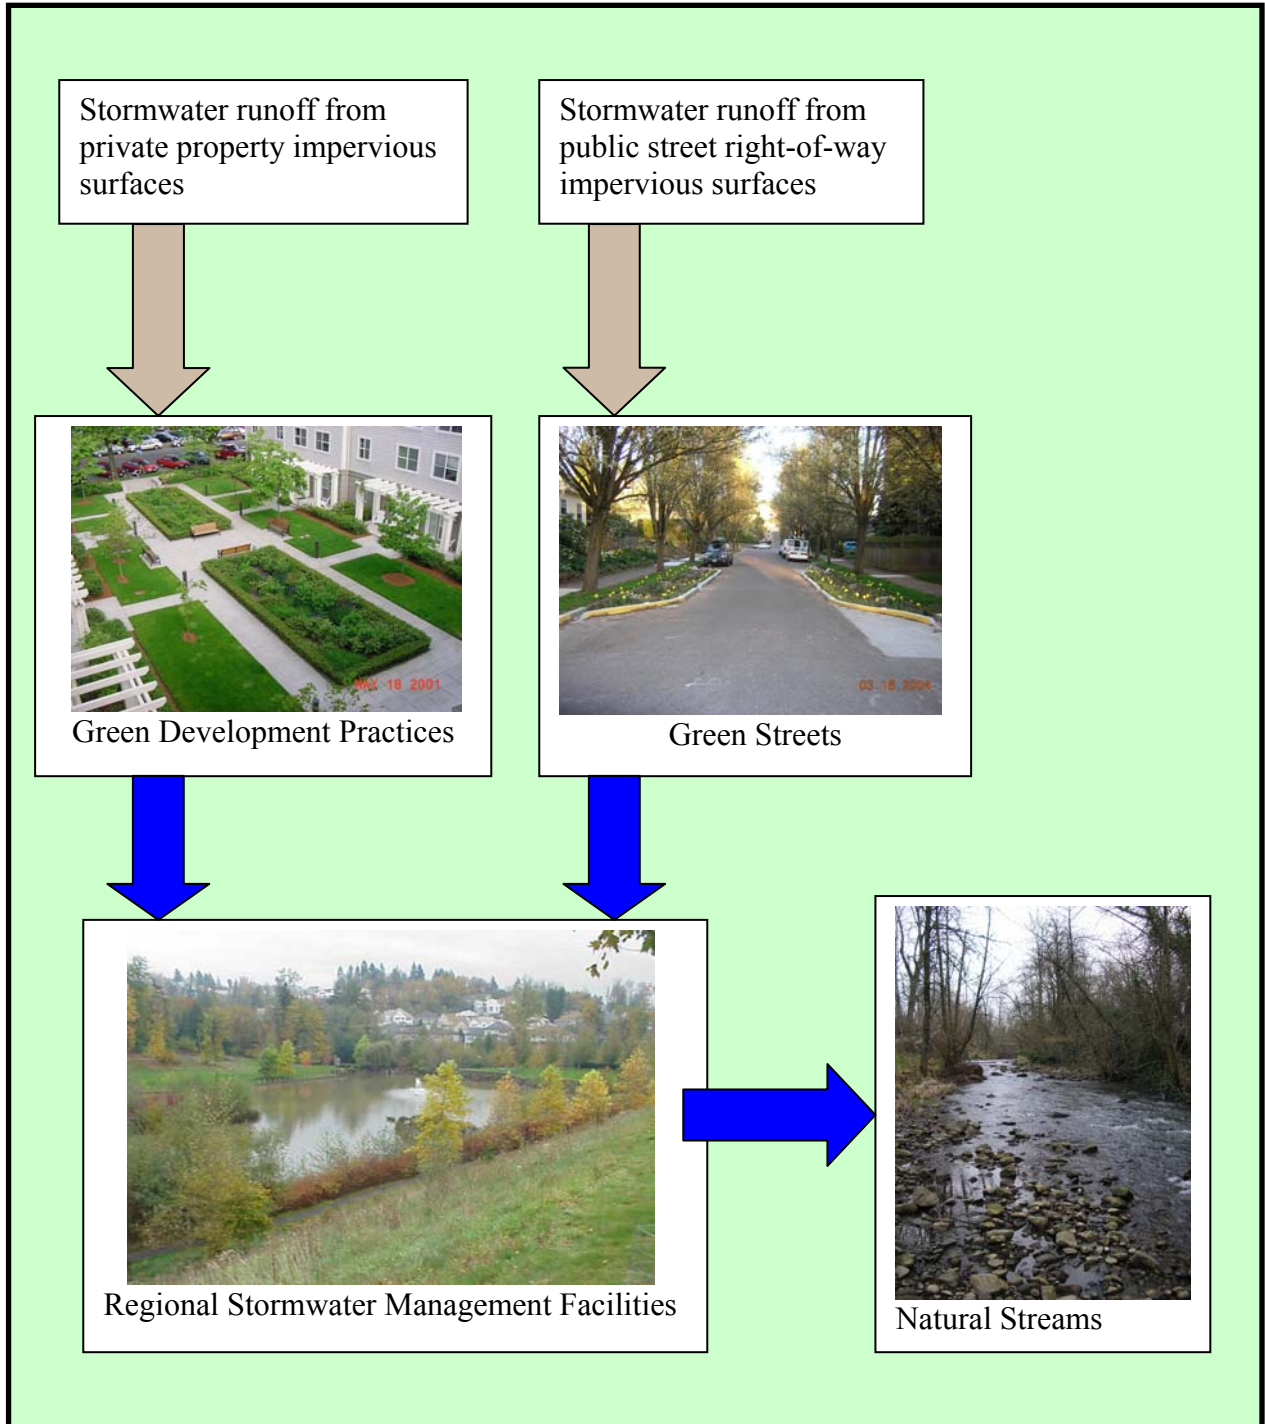 Stormwater runoff from
private property impervious
surfaces
Stormwater runoff from
public street right-of-way
impervious surfaces
MAY 18 2001
03.18.2004
Green Development Practices
Green Streets
Regional Stormwater Management Facilities
Natural Streams